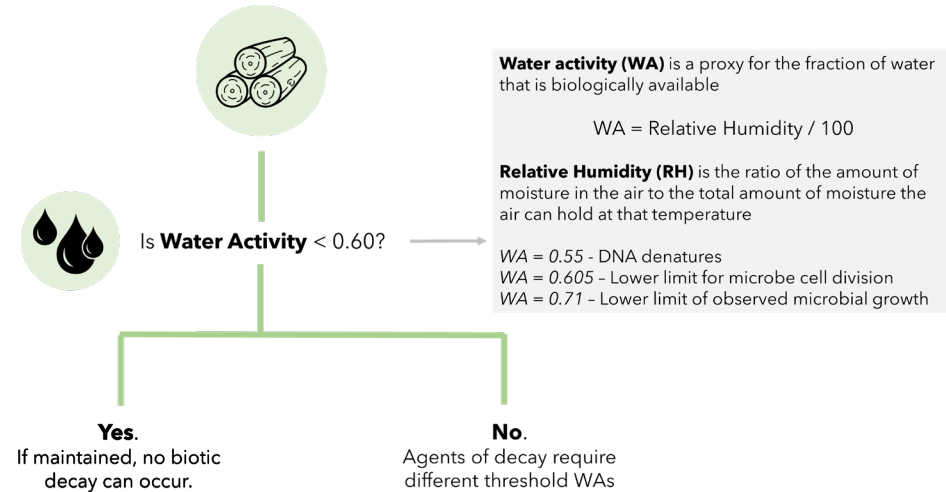 Water activity (WA) is a proxy for the fraction of water
that is biologically available
WA = Relative Humidity / 100
Relative Humidity (RH) is the ratio of the amount of
moisture in the air to the total amount of moisture the
air can hold at that temperature
WA = 0.55 - DNA denatures
WA = 0.605 – Lower limit for microbe cell division
WA = 0.71 – Lower limit of observed microbial growth
Is Water Activity < 0.60?
Yes.
If maintained, no biotic
decay can occur.
No.
Agents of decay require
different threshold WAs